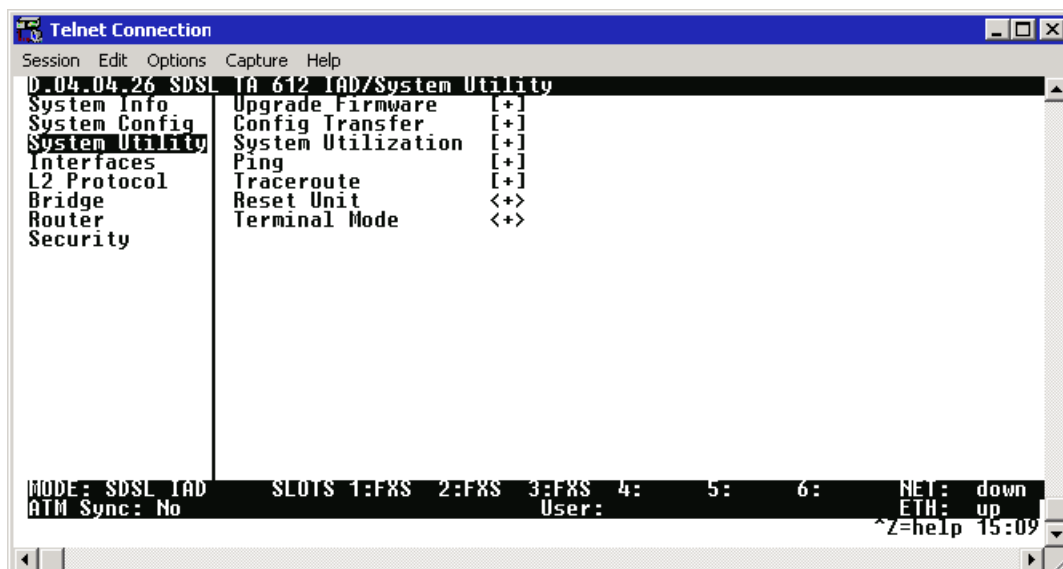 Telnet Connection
Session Edit Options Capture Help
D.04.04.26 SDSL TA 612 IAD/System Utility
System Info Upgrade Firmware [+]
System Config Config Transfer [+]
System Utility System Utilization [+]
Interfaces Ping [+]
L2 Protocol Traceroute [+]
Bridge Reset Unit <+>
Router Terminal Mode <+>
Security
MODE: SDSL IAD SLOTS 1:FXS 2:FXS 3:FXS 4: 5: 6: NET: down
ATM Sync: No User: ETH: up
^Z=help 15:09